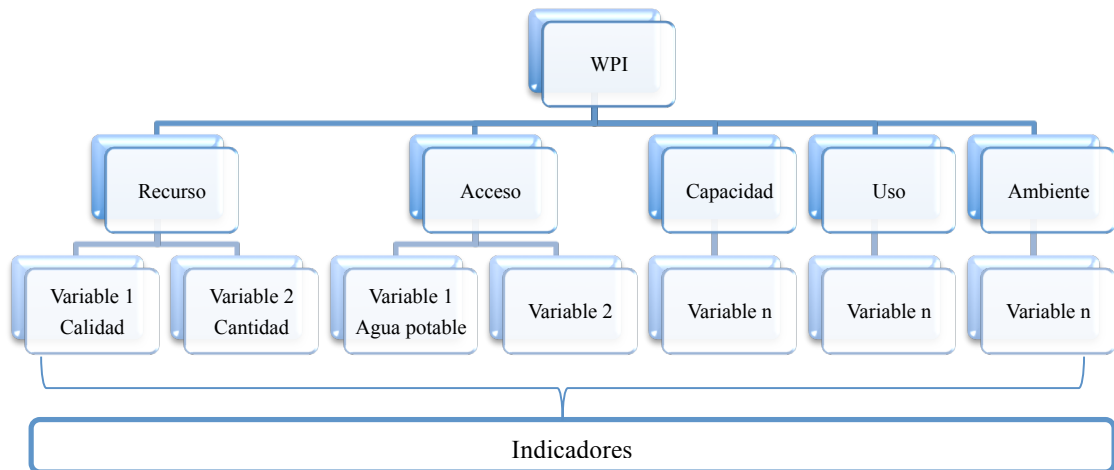 WPI
Recurso
Acceso
Capacidad
Uso
Ambiente
Variable 1
Calidad
Variable 2
Cantidad
Variable 1
Agua potable
Variable 2
Variable n
Variable n
Variable n
Indicadores